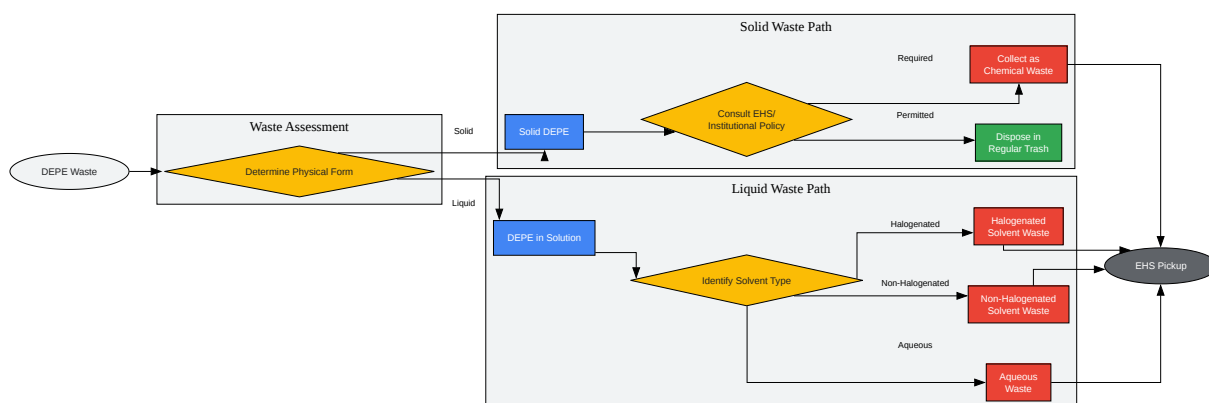 Solid Waste Path
Required
Collect as
Chemical Waste
Consult EHS/
Institutional Policy
Permitted
Dispose in
Regular Trash
Waste Assessment
Solid
Solid DEPE
DEPE Waste
Determine Physical Form
Liquid
Liquid Waste Path
DEPE in Solution
Halogenated
Halogenated
Solvent Waste
Identify Solvent Type
Non-Halogenated
Non-Halogenated
Solvent Waste
EHS Pickup
Aqueous
Aqueous
Waste